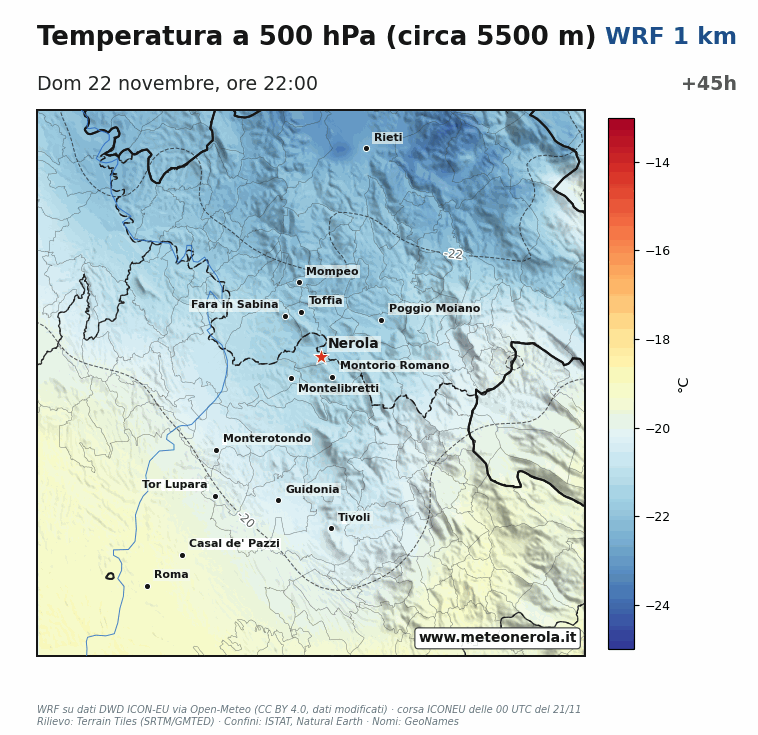 Temperatura a 500 hPa (circa 5500 m) WRF 1 km
Dom 22 novembre, ore 22:00 +45h
Rieti
-22
Mompeo
Toffia
Fara in Sabina
Poggio Moiano
Nerola
Montorio Romano
Montelibretti
Monterotondo
Tor Lupara
Guidonia
-20
Tivoli
Casal de' Pazzi
Roma
www.meteonerola.it
−14
−16
−18
−20
−22
−24
°C
WRF su dati DWD ICON-EU via Open-Meteo (CC BY 4.0, dati modificati) · corsa ICONEU delle 00 UTC del 21/11
Rilievo: Terrain Tiles (SRTM/GMTED) · Confini: ISTAT, Natural Earth · Nomi: GeoNames